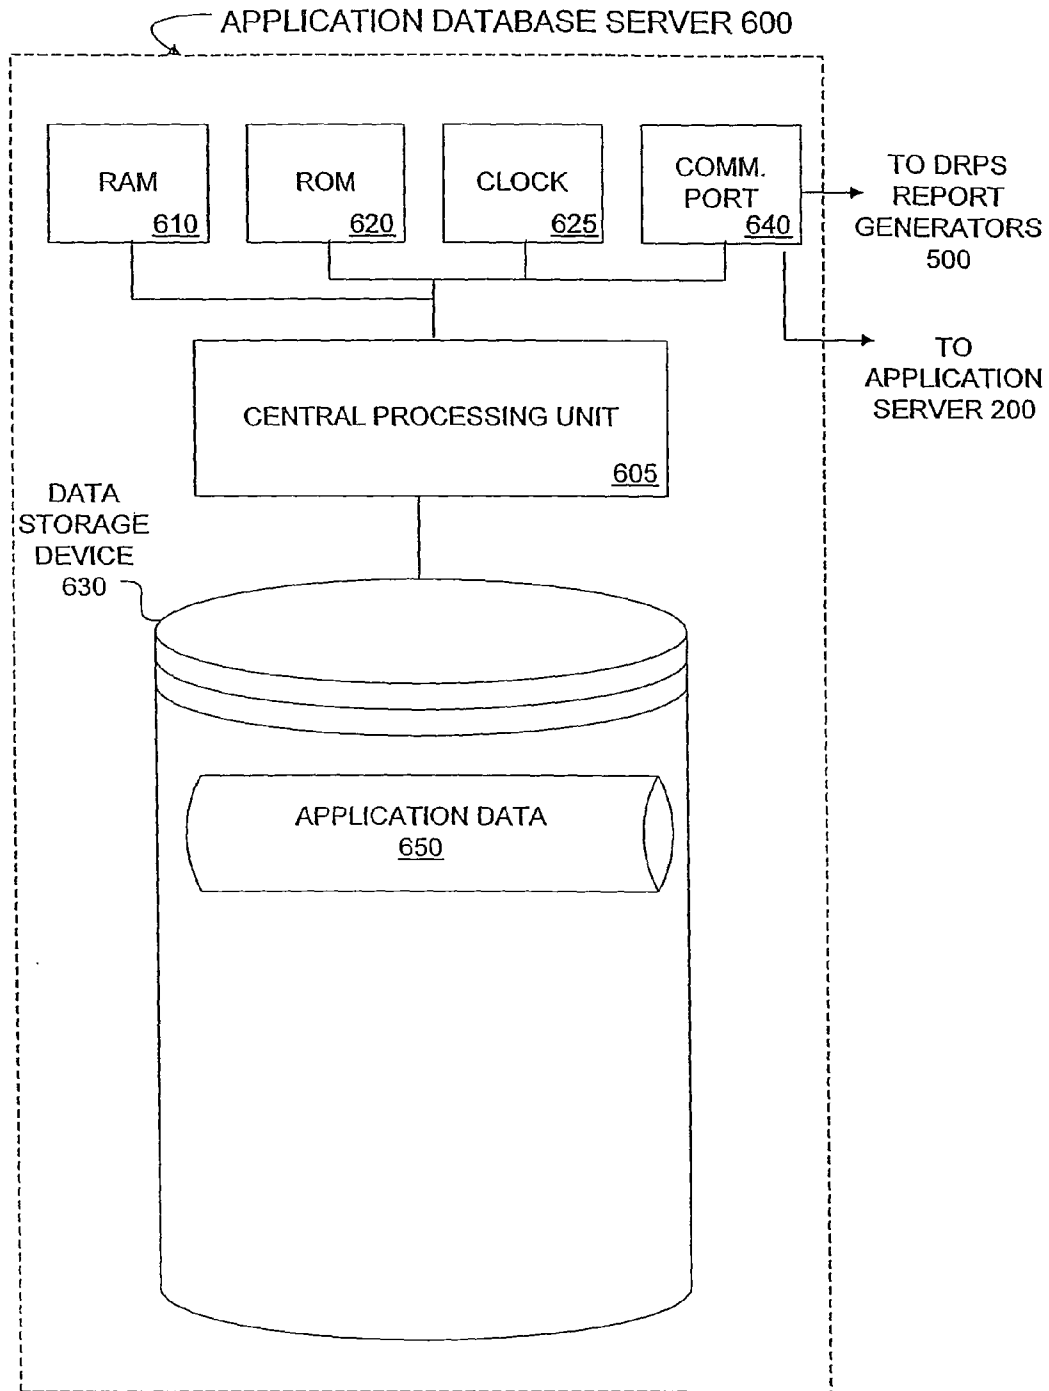 APPLICATION DATABASE SERVER 600
RAM
610
ROM
620
CLOCK
625
COMM.
PORT
640
TO DRPS
REPORT
GENERATORS
500
TO
APPLICATION
SERVER 200
CENTRAL PROCESSING UNIT
605
DATA
STORAGE
DEVICE
630
APPLICATION DATA
650